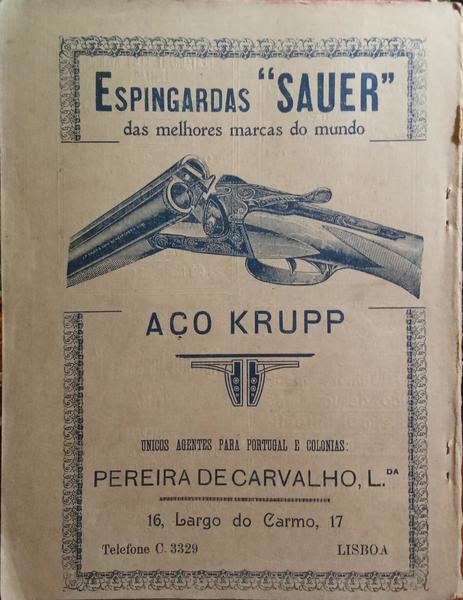 ESPINGARDAS "SAUER"
das melhores marcas do mundo
AÇO KRUPP
UNICOS AGENTES PARA PORTUGAL E COLONIAS:
PEREIRA DE CARVALHO, L.DA
16, Largo do Carmo, 17
Telefone C. 3329 LISBOA